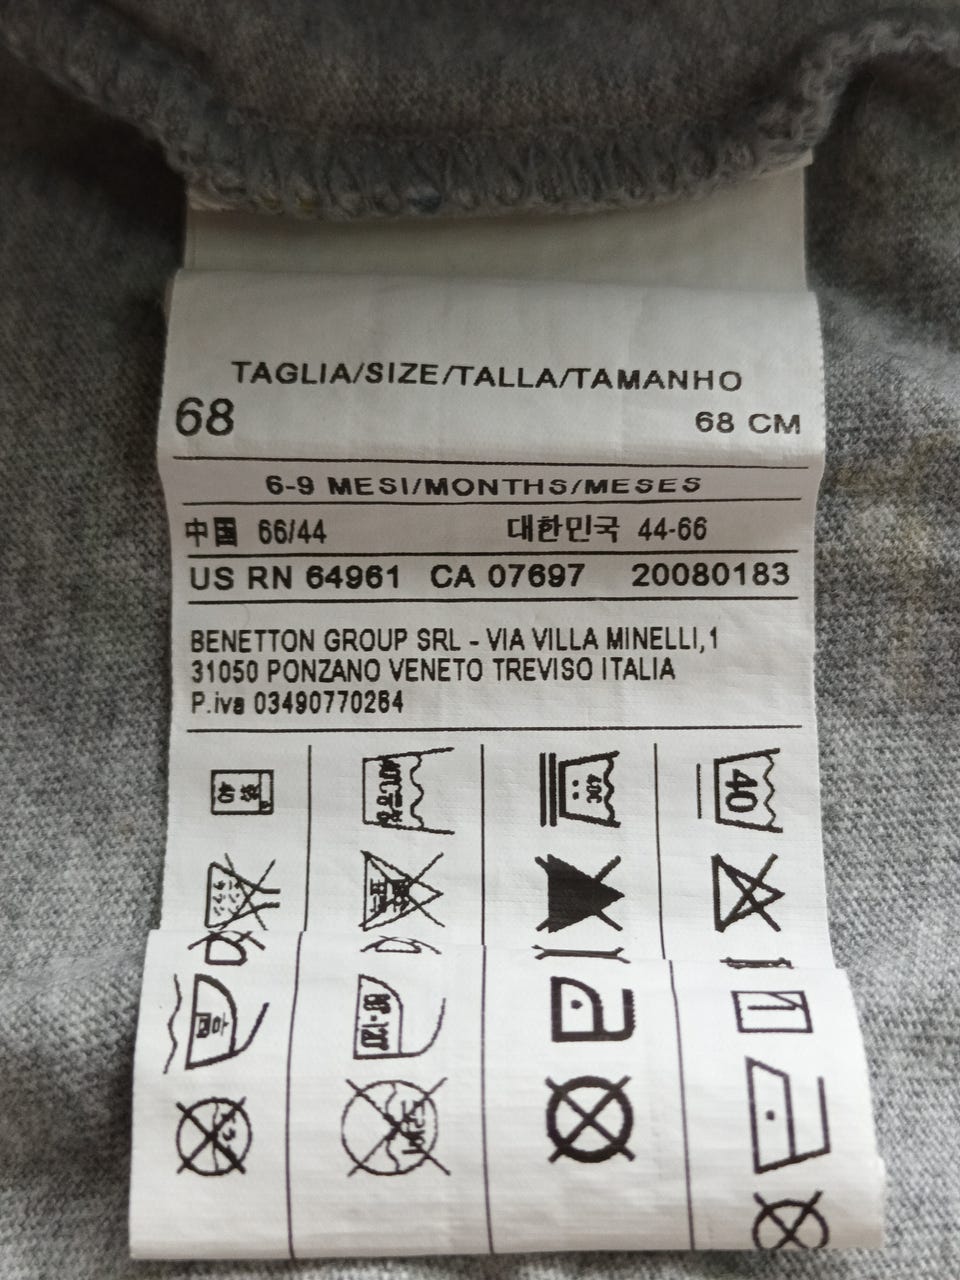 TAGLIA/SIZE/TALLA/TAMANHO
68 68 CM
6-9 MESI/MONTHS/MESES
中国 66/44 대한민국 44-66
US RN 64961 CA 07697 20080183
BENETTON GROUP SRL - VIA VILLA MINELLI,1
31050 PONZANO VENETO TREVISO ITALIA
P.iva 03490770264
40
40